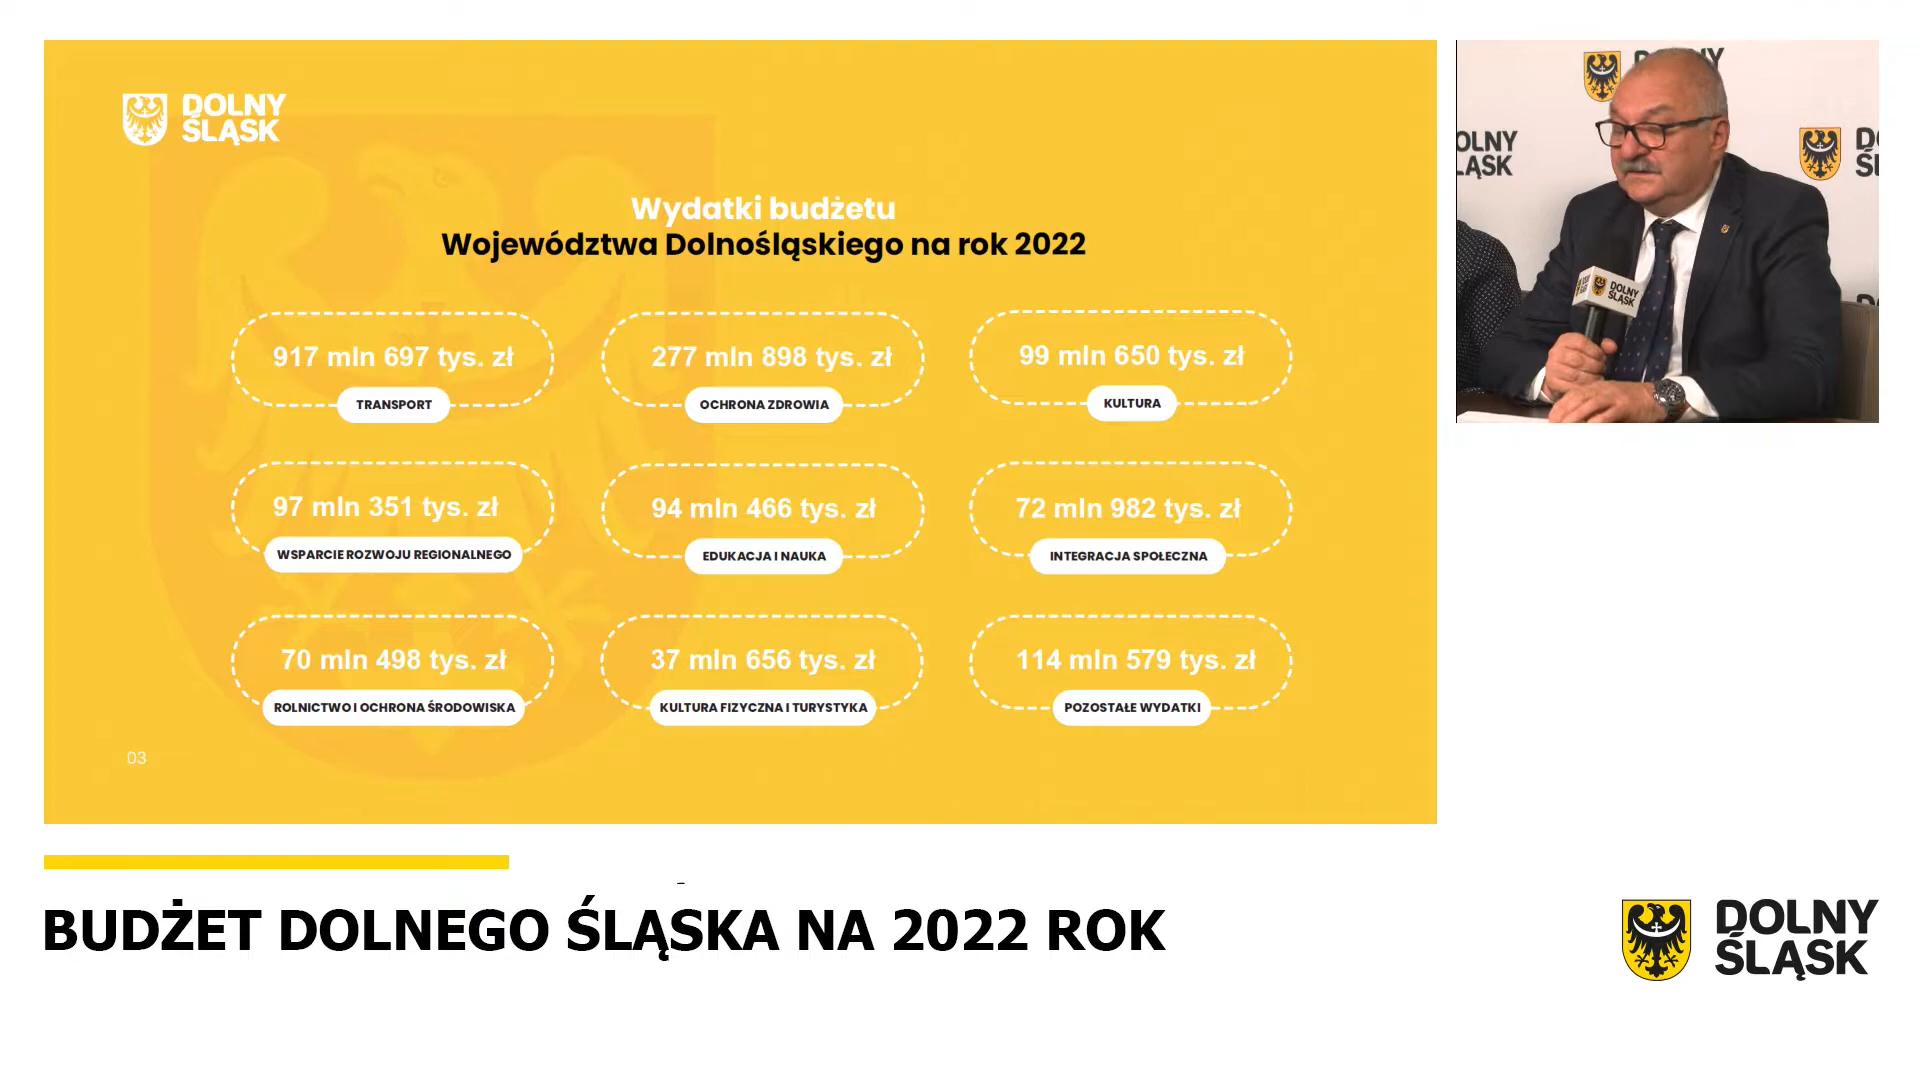 DOLNY
ŚLĄSK
Wydatki budżetu
Województwa Dolnośląskiego na rok 2022
917 mln 697 tys. zł
TRANSPORT
277 mln 898 tys. zł
OCHRONA ZDROWIA
99 mln 650 tys. zł
KULTURA
97 mln 351 tys. zł
WSPARCIE ROZWOJU REGIONALNEGO
94 mln 466 tys. zł
EDUKACJA I NAUKA
72 mln 982 tys. zł
INTEGRACJA SPOŁECZNA
70 mln 498 tys. zł
ROLNICTWO I OCHRONA ŚRODOWISKA
37 mln 656 tys. zł
KULTURA FIZYCZNA I TURYSTYKA
114 mln 579 tys. zł
POZOSTAŁE WYDATKI
03
DOLNY
ŚLĄSK
BUDŻET DOLNEGO ŚLĄSKA NA 2022 ROK
DOLNY
ŚLĄSK